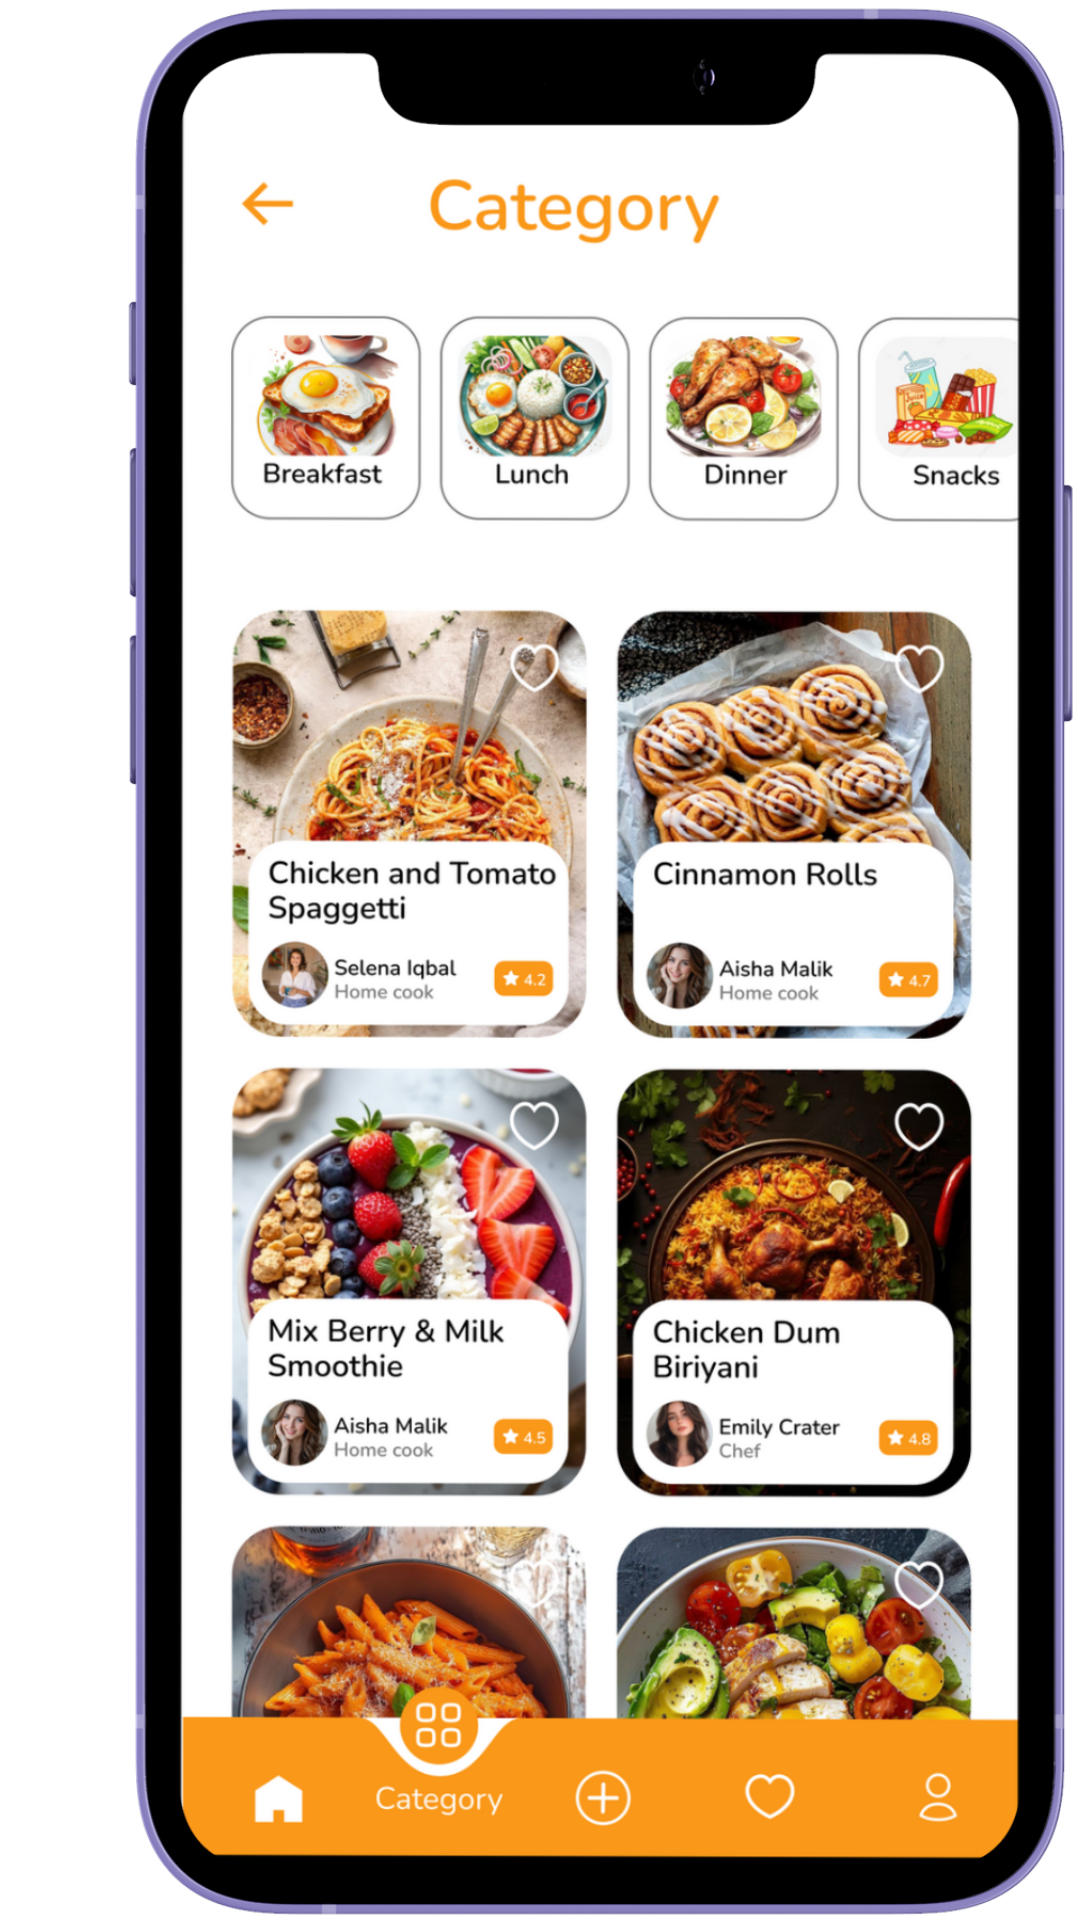 Category
Breakfast
Lunch
Dinner
Snacks
Chicken and Tomato
Spaggetti
Selena Iqbal
Home cook
4.2
Cinnamon Rolls
Aisha Malik
Home cook
4.7
Mix Berry & Milk
Smoothie
Aisha Malik
Home cook
4.5
Chicken Dum
Biriyani
Emily Crater
Chef
4.8
Category